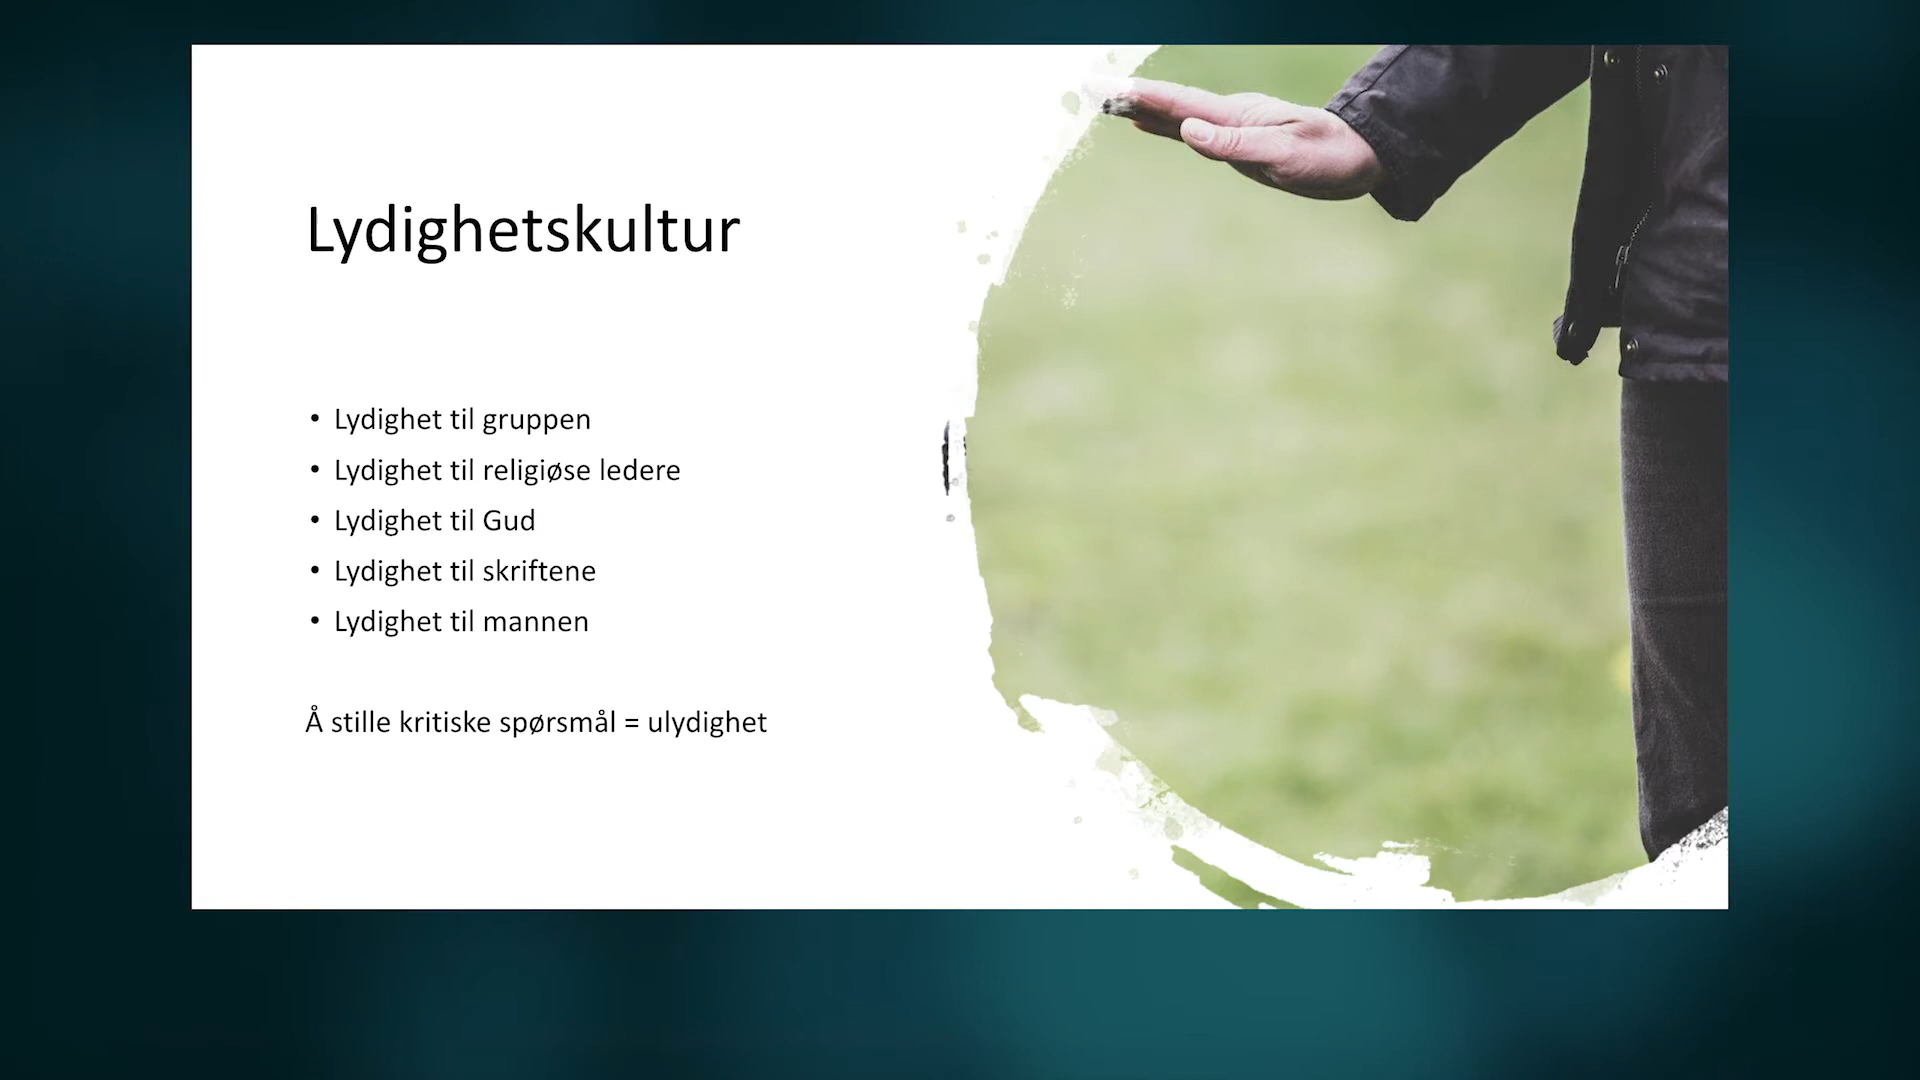 Lydighetskultur
• Lydighet til gruppen
• Lydighet til religiøse ledere
• Lydighet til Gud
• Lydighet til skriftene
• Lydighet til mannen
Å stille kritiske spørsmål = ulydighet